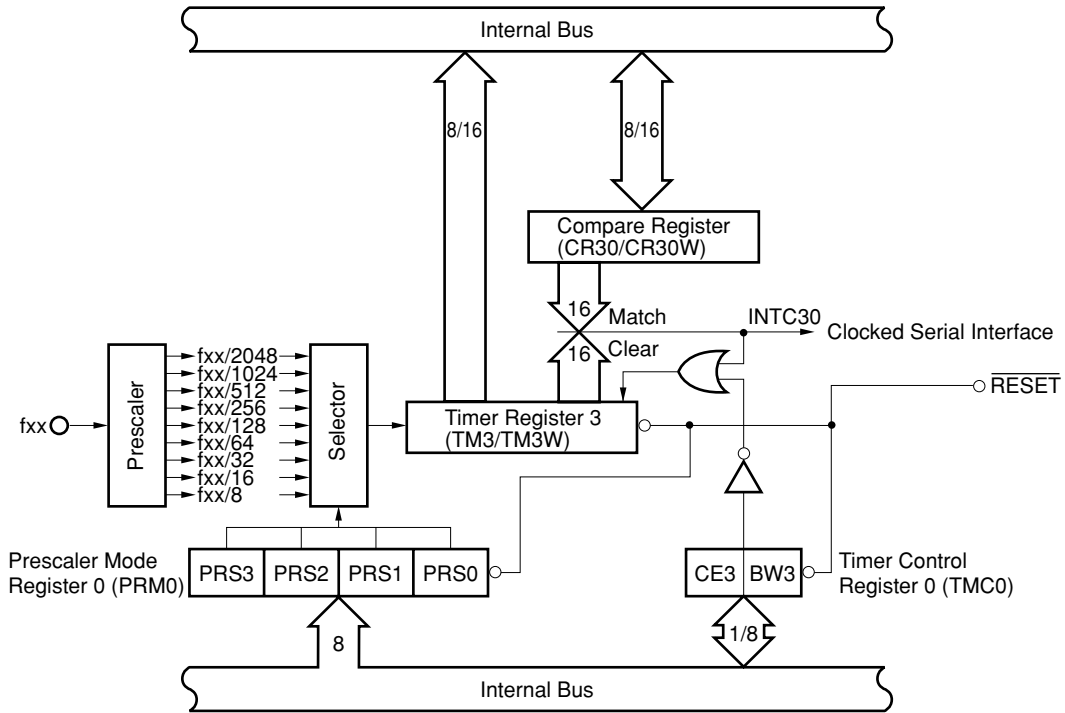 Internal Bus
8/16
8/16
Compare Register
(CR30/CR30W)
16
Match
INTC30
Clocked Serial Interface
16
Clear
RESET
fxx
Prescaler
fxx/2048
fxx/1024
fxx/512
fxx/256
fxx/128
fxx/64
fxx/32
fxx/16
fxx/8
Selector
Timer Register 3
(TM3/TM3W)
Prescaler Mode
Register 0 (PRM0)
PRS3 PRS2 PRS1 PRS0
CE3 BW3
Timer Control
Register 0 (TMC0)
8
1/8
Internal Bus